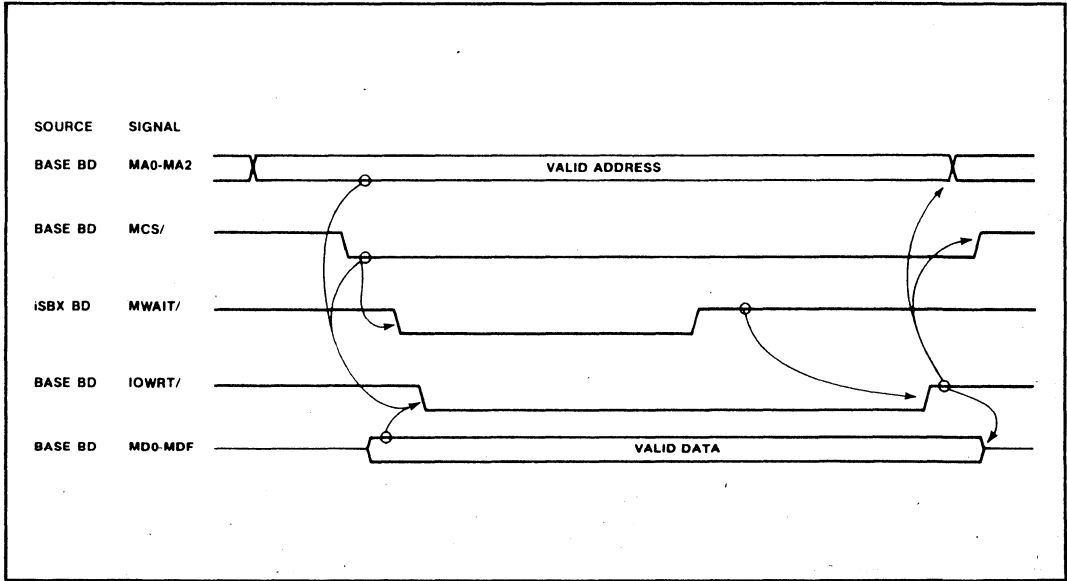 SOURCE SIGNAL
BASE BD MA0-MA2 VALID ADDRESS
BASE BD MCS/
iSBX BD MWAIT/
BASE BD IOWRT/
BASE BD MD0-MDF VALID DATA